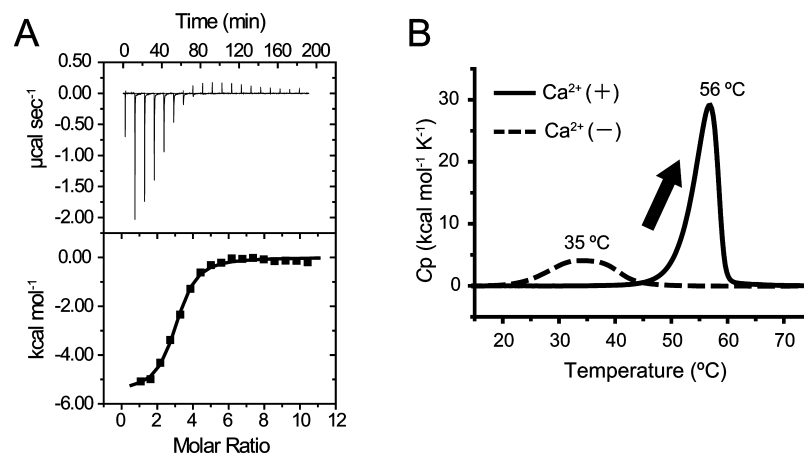 A
Time (min)
0 40 80 120 160 200
0.00
-0.50
-1.00
-1.50
-2.00
µcal sec⁻¹
0.00
-2.00
-4.00
-6.00
kcal mol⁻¹
0 2 4 6 8 10 12
Molar Ratio
B
Ca²⁺ (+)
Ca²⁺ (−)
56 ºC
35 ºC
30
20
10
0
Cp (kcal mol⁻¹ K⁻¹)
20 30 40 50 60 70
Temperature (ºC)